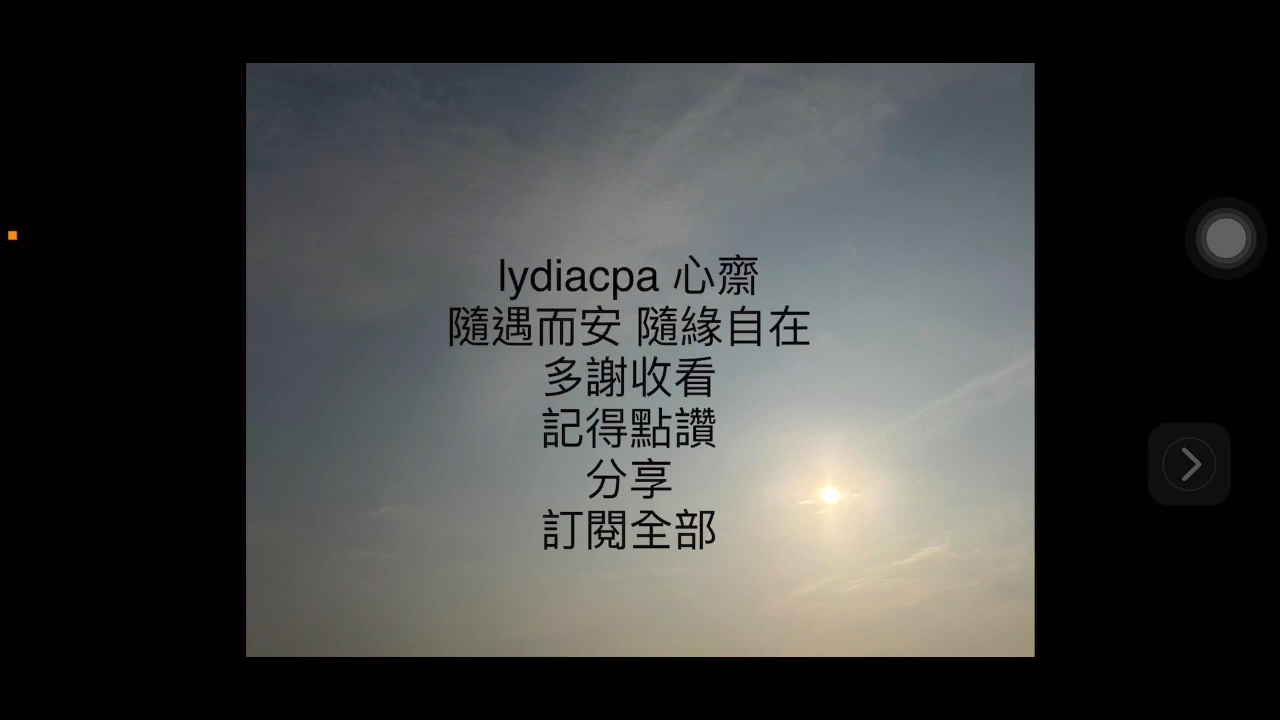 lydiacpa 心齋
隨遇而安 隨緣自在
多謝收看
記得點讚
分享
訂閱全部